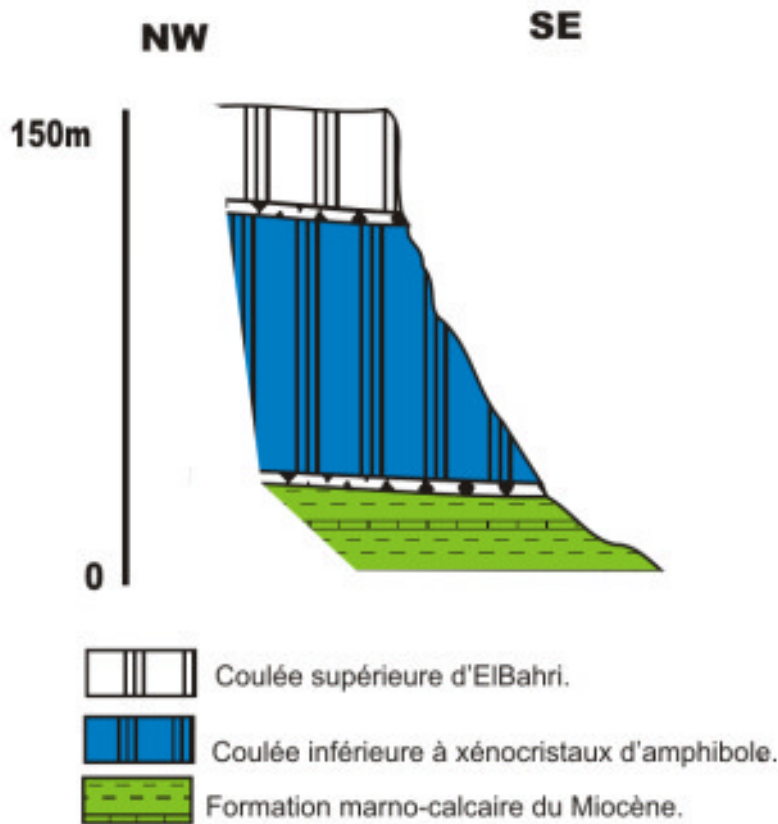 NW
SE
150m
0
Coulée supérieure d'ElBahri.
Coulée inférieure à xénocristaux d'amphibole.
Formation marno-calcaire du Miocène.